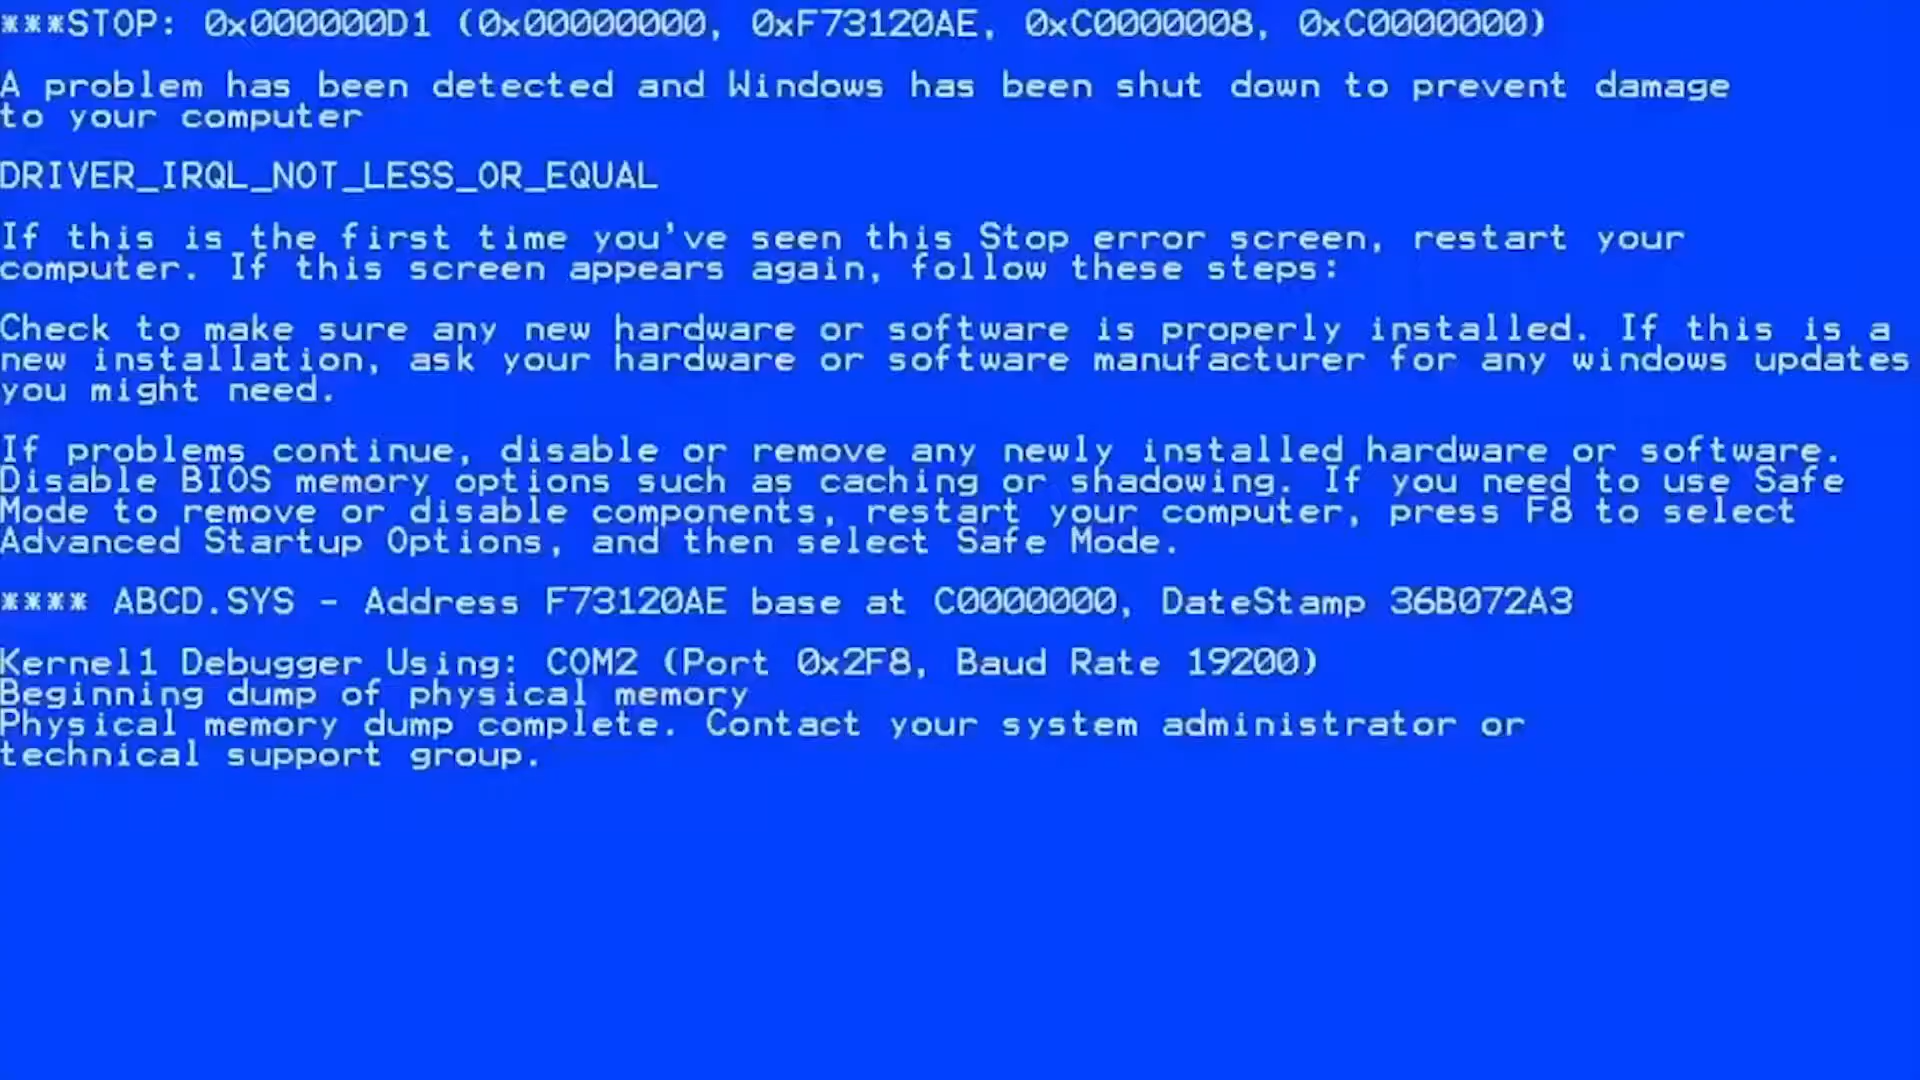 ***STOP: 0x000000D1 (0x00000000, 0xF73120AE, 0xC0000008, 0xC0000000)
A problem has been detected and Windows has been shut down to prevent damage
to your computer
DRIVER_IRQL_NOT_LESS_OR_EQUAL
If this is the first time you've seen this Stop error screen, restart your
computer. If this screen appears again, follow these steps:
Check to make sure any new hardware or software is properly installed. If this is a
new installation, ask your hardware or software manufacturer for any windows updates
you might need.
If problems continue, disable or remove any newly installed hardware or software.
Disable BIOS memory options such as caching or shadowing. If you need to use Safe
Mode to remove or disable components, restart your computer, press F8 to select
Advanced Startup Options, and then select Safe Mode.
**** ABCD.SYS - Address F73120AE base at C0000000, DateStamp 36B072A3
Kernel1 Debugger Using: COM2 (Port 0x2F8, Baud Rate 19200)
Beginning dump of physical memory
Physical memory dump complete. Contact your system administrator or
technical support group.